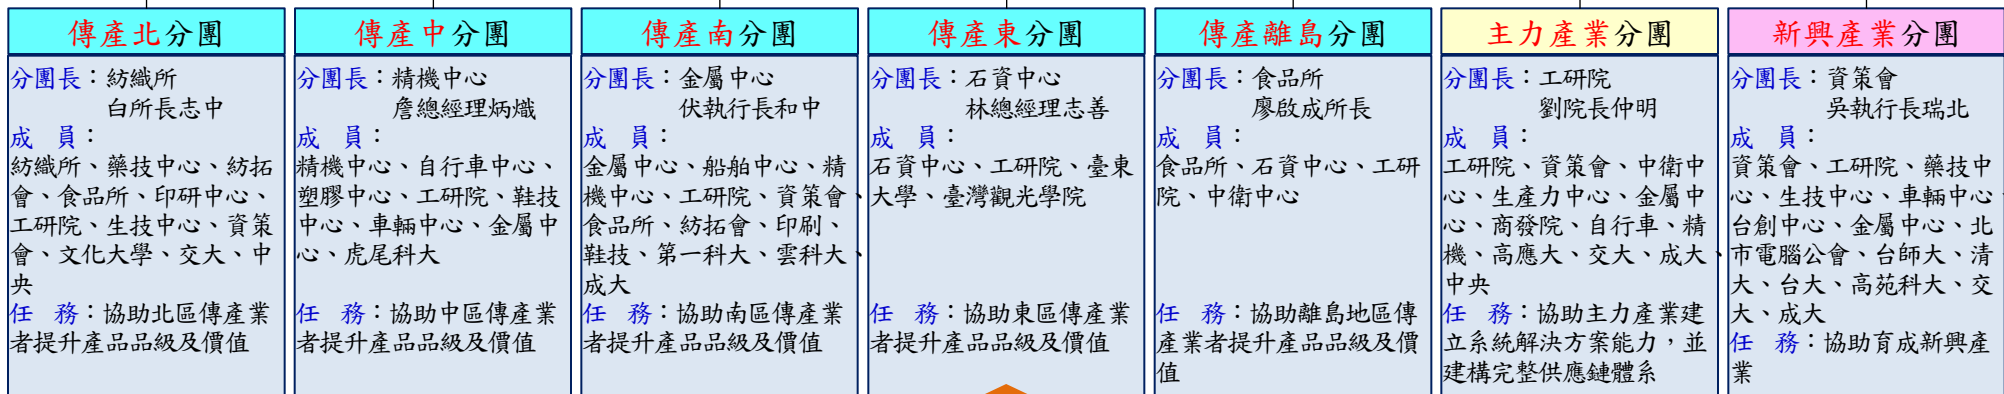 傳產北分團
分團長：紡織所
白所長志中
成　員：
紡織所、藥技中心、紡拓
會、食品所、印研中心、
工研院、生技中心、資策
會、文化大學、交大、中
央
任　務：協助北區傳產業
者提升產品品級及價值
傳產中分團
分團長：精機中心
詹總經理炳熾
成　員：
精機中心、自行車中心、
塑膠中心、工研院、鞋技
中心、車輛中心、金屬中
心、虎尾科大
任　務：協助中區傳產業
者提升產品品級及價值
傳產南分團
分團長：金屬中心
伏執行長和中
成　員：
金屬中心、船舶中心、精
機中心、工研院、資策會、
食品所、紡拓會、印刷、
鞋技、第一科大、雲科大、
成大
任　務：協助南區傳產業
者提升產品品級及價值
傳產東分團
分團長：石資中心
林總經理志善
成　員：
石資中心、工研院、臺東
大學、臺灣觀光學院
任　務：協助東區傳產業
者提升產品品級及價值
傳產離島分團
分團長：食品所
廖啟成所長
成　員：
食品所、石資中心、工研
院、中衛中心
任　務：協助離島地區傳
產業者提升產品品級及價
值
主力產業分團
分團長：工研院
劉院長仲明
成　員：
工研院、資策會、中衛中
心、生產力中心、金屬中
心、商發院、自行車、精
機、高應大、交大、成大、
中央
任　務：協助主力產業建
立系統解決方案能力，並
建構完整供應鏈體系
新興產業分團
分團長：資策會
吳執行長瑞北
成　員：
資策會、工研院、藥技中
心、生技中心、車輛中心、
台創中心、金屬中心、北
市電腦公會、台師大、清
大、台大、高苑科大、交
大、成大
任　務：協助育成新興產
業